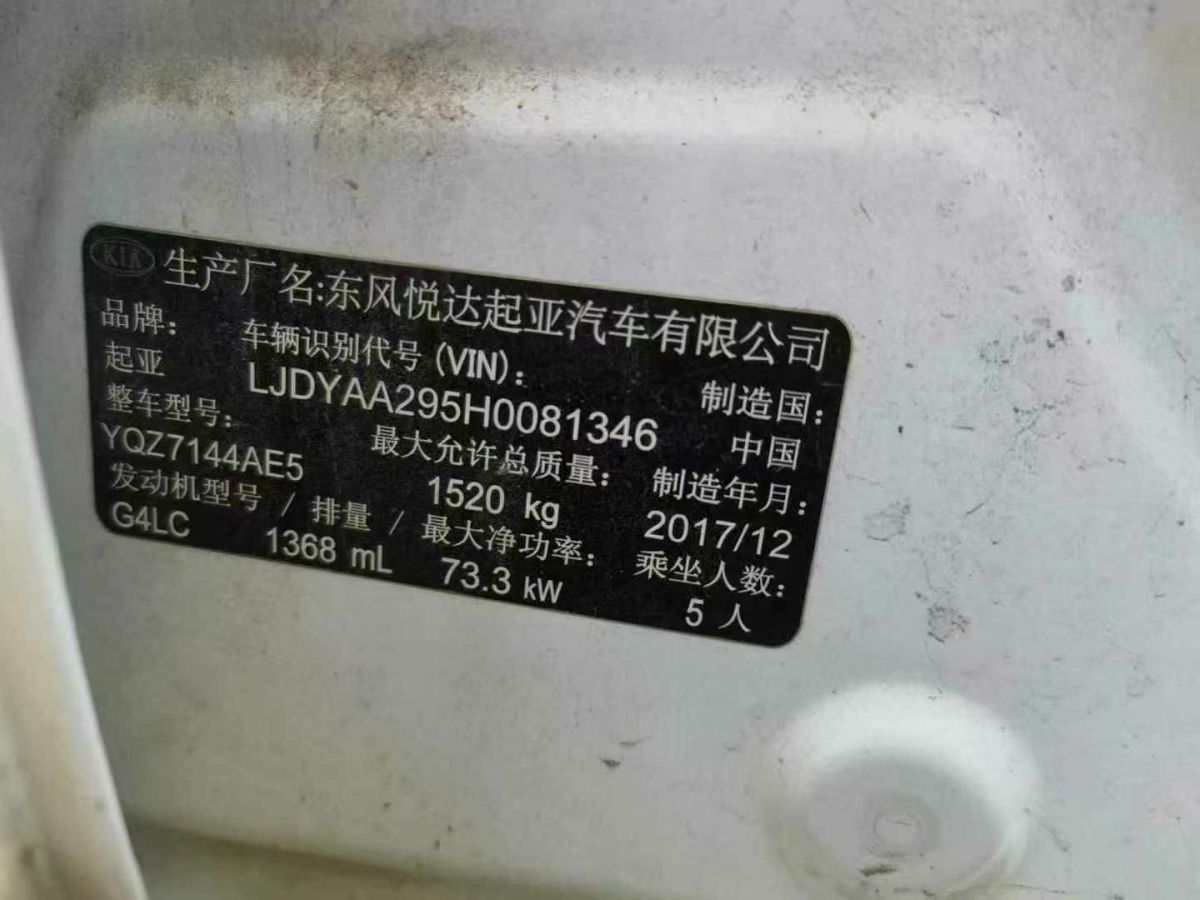 KIA 生产厂名:东风悦达起亚汽车有限公司
品牌: 车辆识别代号(VIN): 制造国:
起亚 LJDYAA295H0081346 中国
整车型号: 最大允许总质量: 制造年月:
YQZ7144AE5 1520 kg 2017/12
发动机型号 / 排量 / 最大净功率: 乘坐人数:
G4LC 1368 mL 73.3 kW 5 人